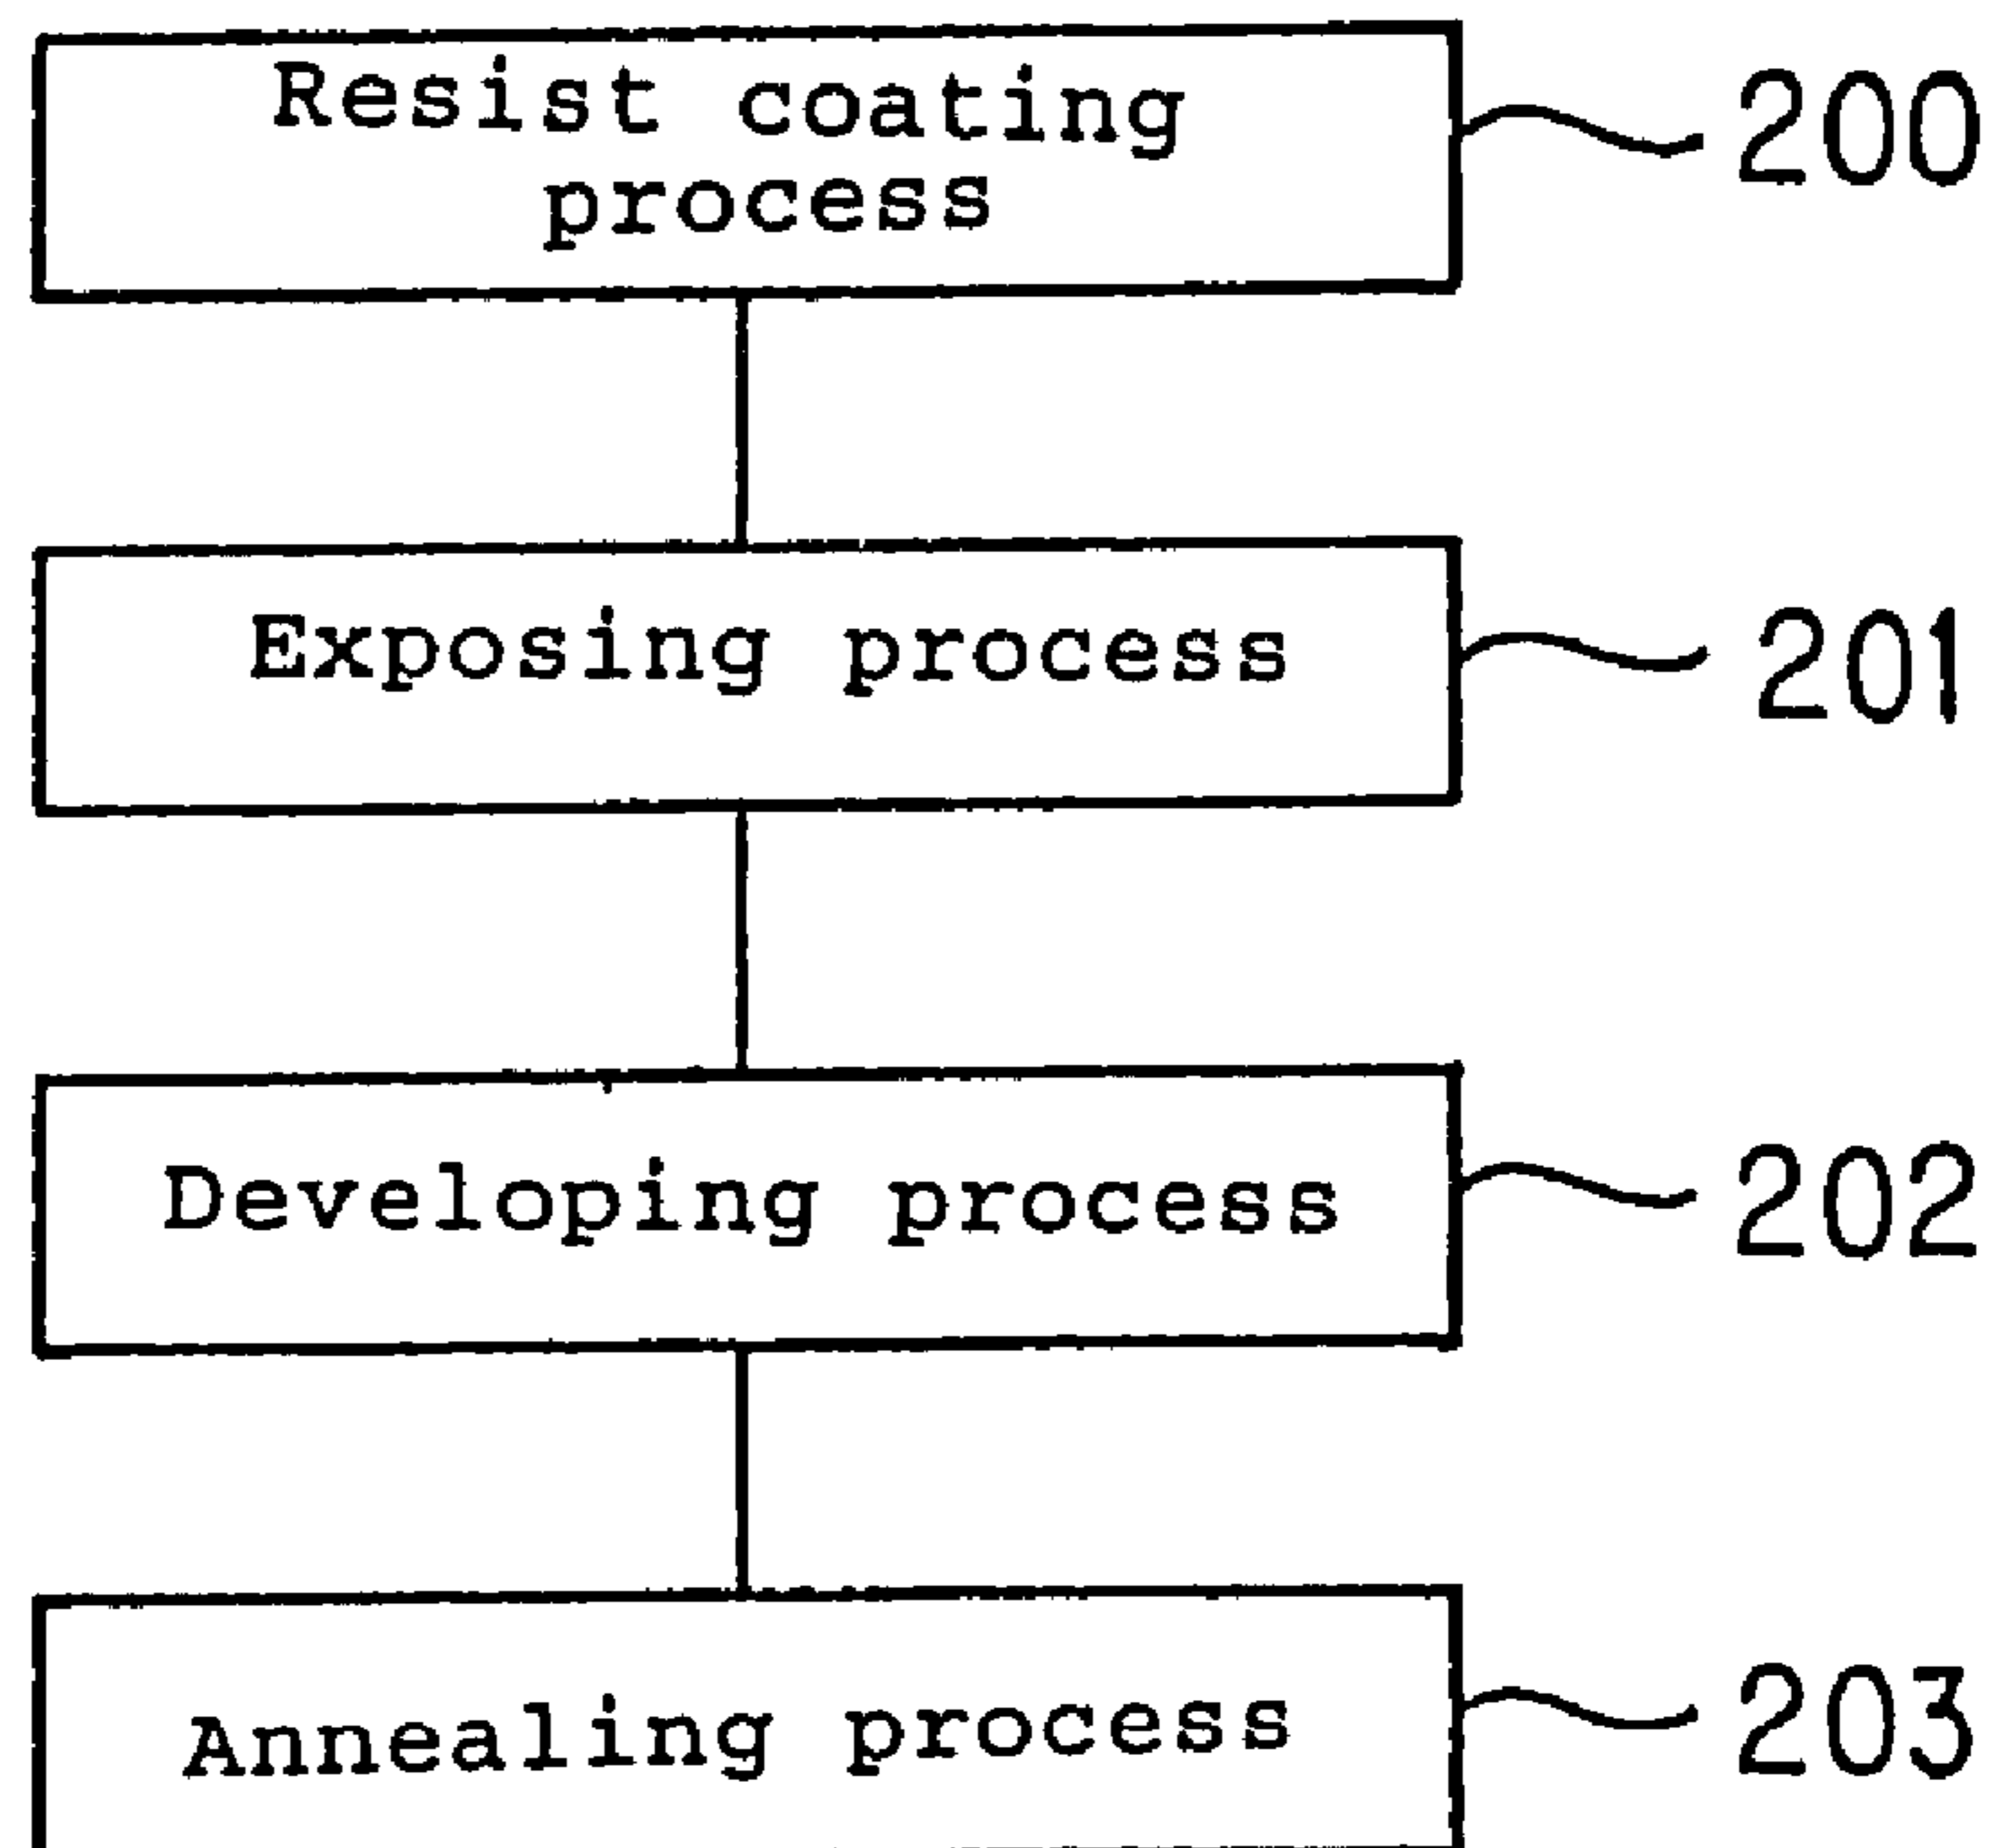 Resist coating
process
200
Exposing process
201
Developing process
202
Annealing process
203